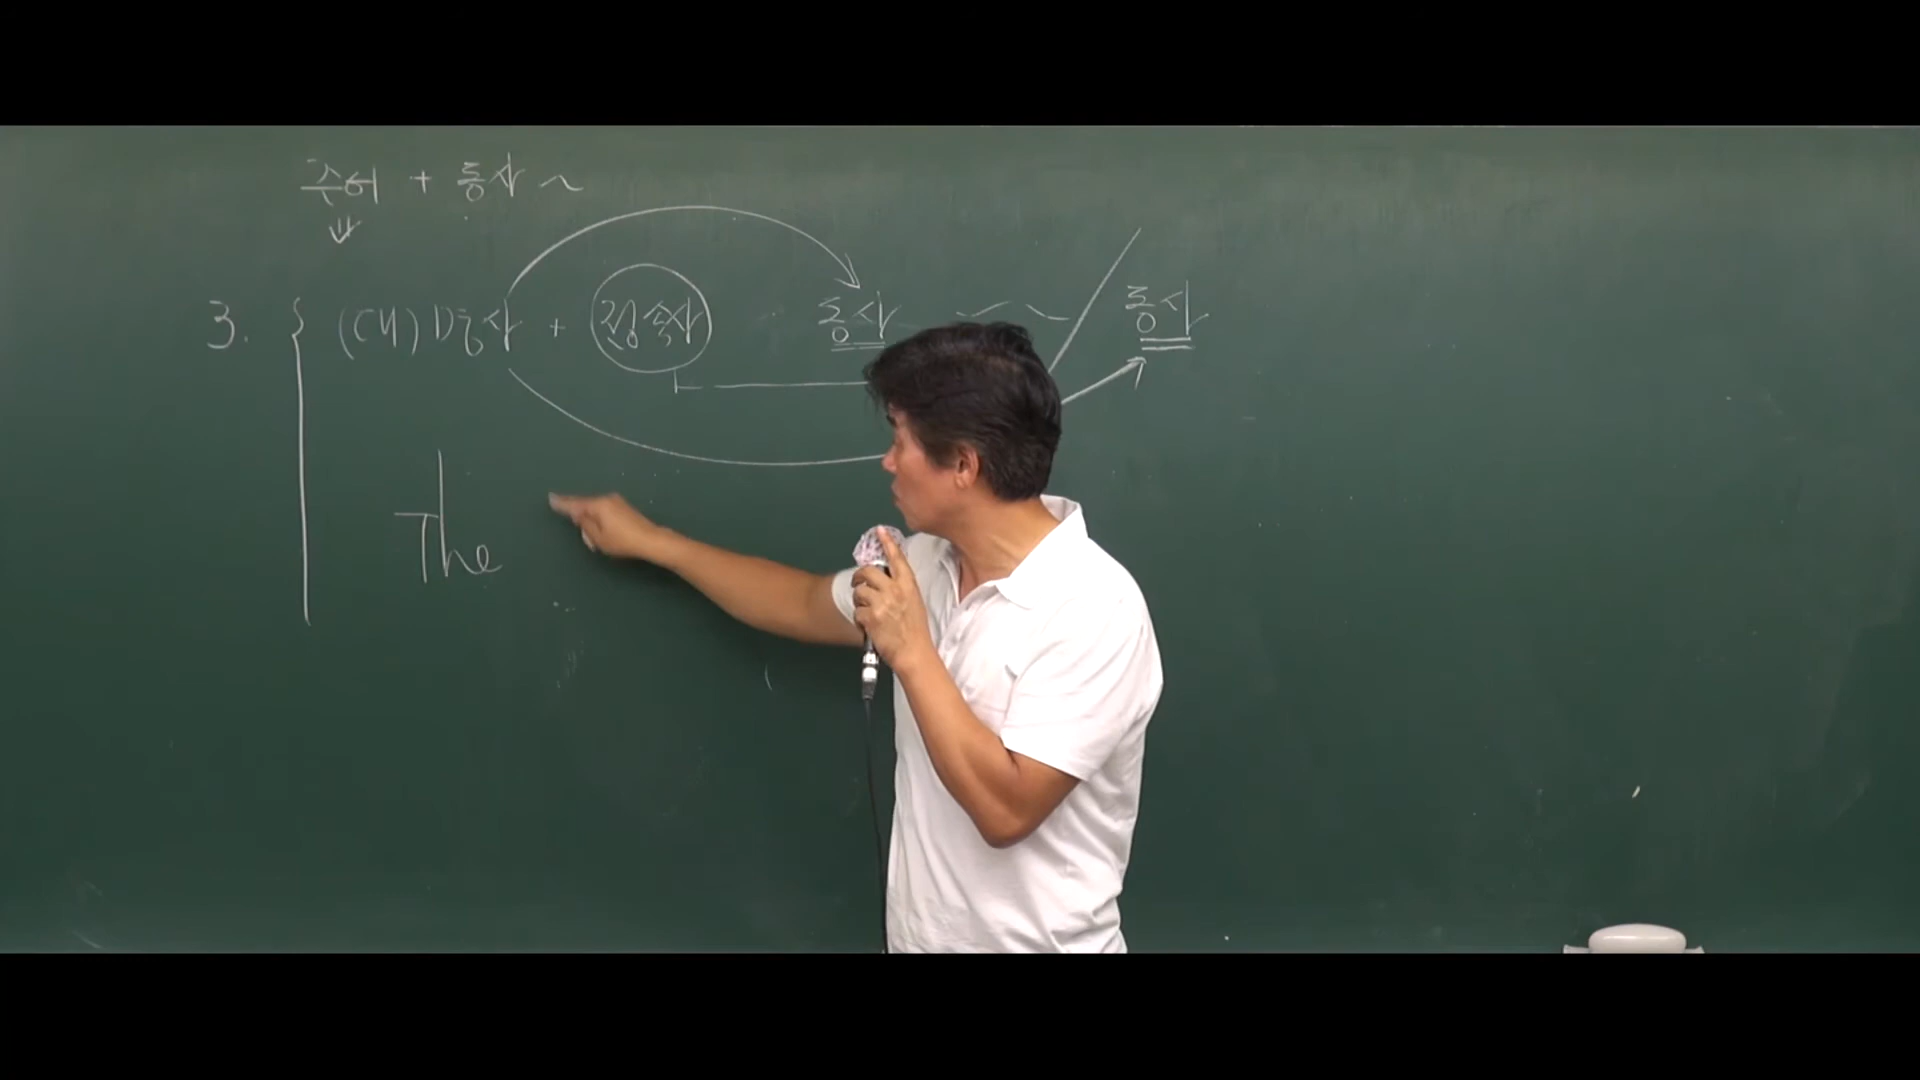 주어 + 동사 ~
3. { (대)명사 + 접속사 동사 ~ ~ / 동사
The